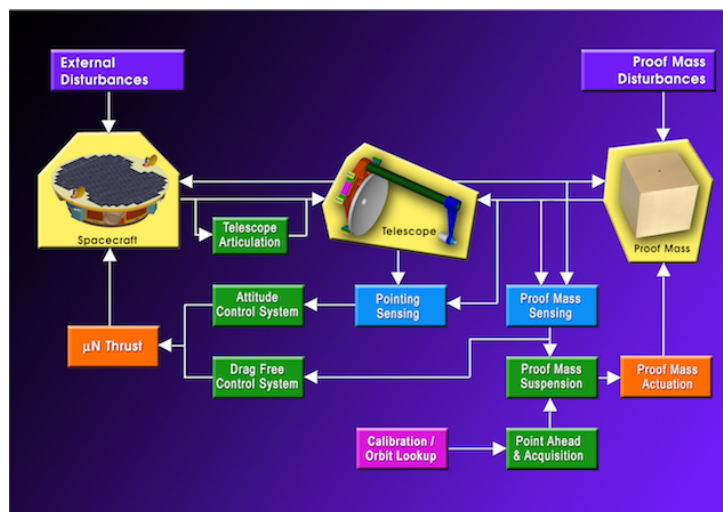 External
Disturbances
Proof Mass
Disturbances
Spacecraft
Telescope
Articulation
Telescope
Proof Mass
Attitude
Control System
Pointing
Sensing
Proof Mass
Sensing
µN Thrust
Drag Free
Control System
Proof Mass
Suspension
Proof Mass
Actuation
Calibration /
Orbit Lookup
Point Ahead
& Acquisition